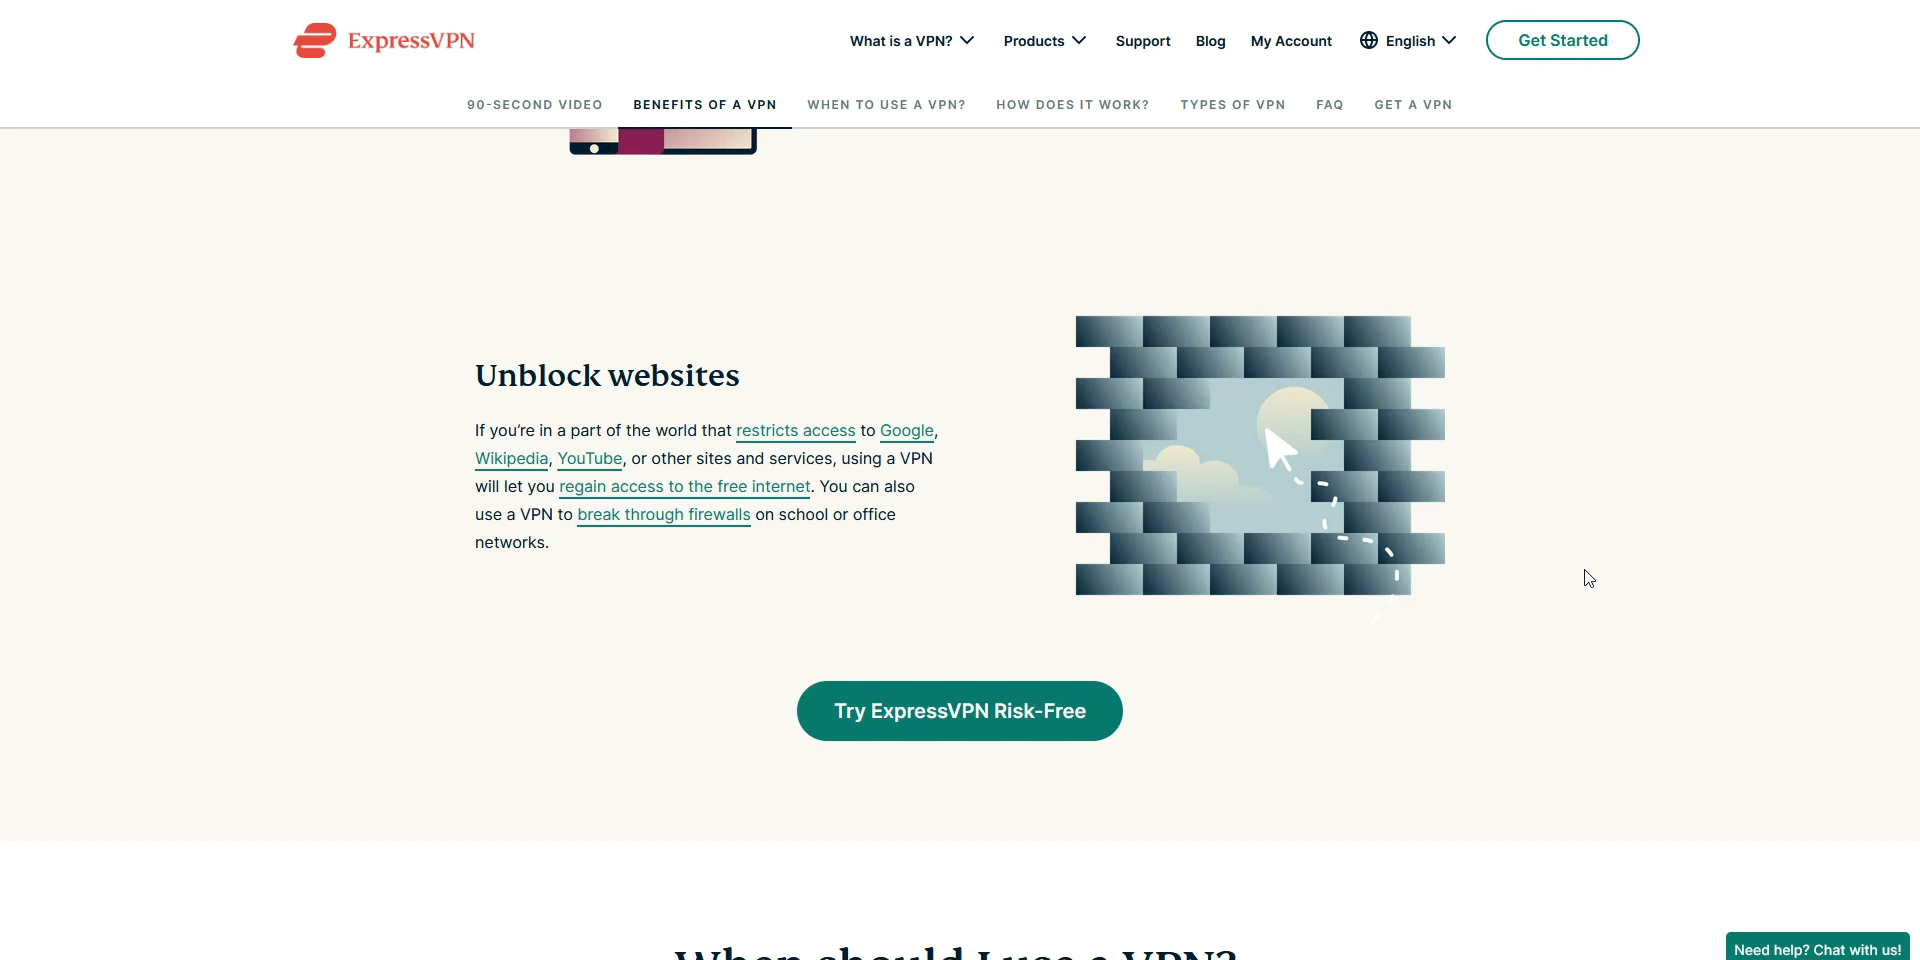 ExpressVPN
What is a VPN?
Products
Support
Blog
My Account
English
Get Started
90-SECOND VIDEO
BENEFITS OF A VPN
WHEN TO USE A VPN?
HOW DOES IT WORK?
TYPES OF VPN
FAQ
GET A VPN
Unblock websites
If you’re in a part of the world that restricts access to Google,
Wikipedia, YouTube, or other sites and services, using a VPN
will let you regain access to the free internet. You can also
use a VPN to break through firewalls on school or office
networks.
Try ExpressVPN Risk-Free
When should I use a VPN?
Need help? Chat with us!